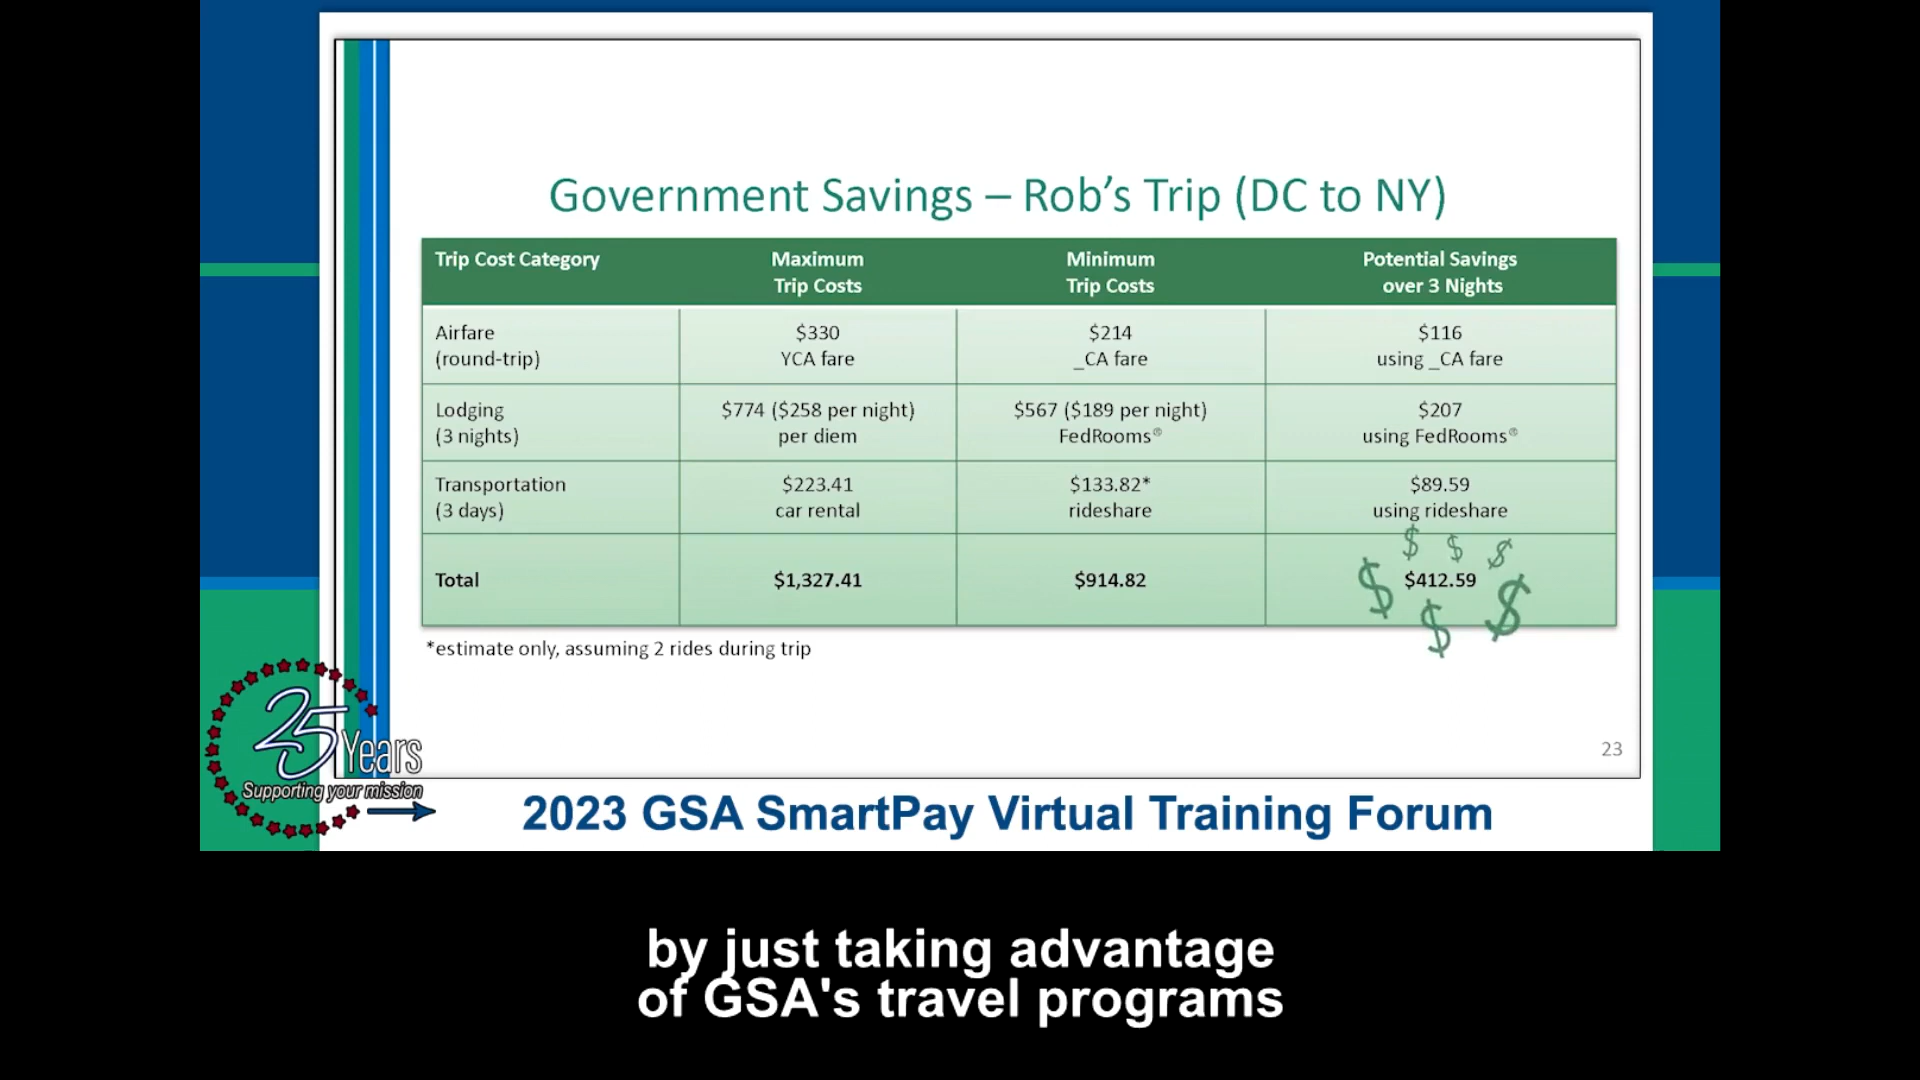 Government Savings – Rob's Trip (DC to NY)
Trip Cost Category
Maximum
Trip Costs
Minimum
Trip Costs
Potential Savings
over 3 Nights
Airfare
(round-trip)
$330
YCA fare
$214
_CA fare
$116
using _CA fare
Lodging
(3 nights)
$774 ($258 per night)
per diem
$567 ($189 per night)
FedRooms®
$207
using FedRooms®
Transportation
(3 days)
$223.41
car rental
$133.82*
rideshare
$89.59
using rideshare
Total
$1,327.41
$914.82
$ $ $
$ $412.59 $
$
*estimate only, assuming 2 rides during trip
23
25
Years
Supporting your mission
2023 GSA SmartPay Virtual Training Forum
by just taking advantage
of GSA's travel programs